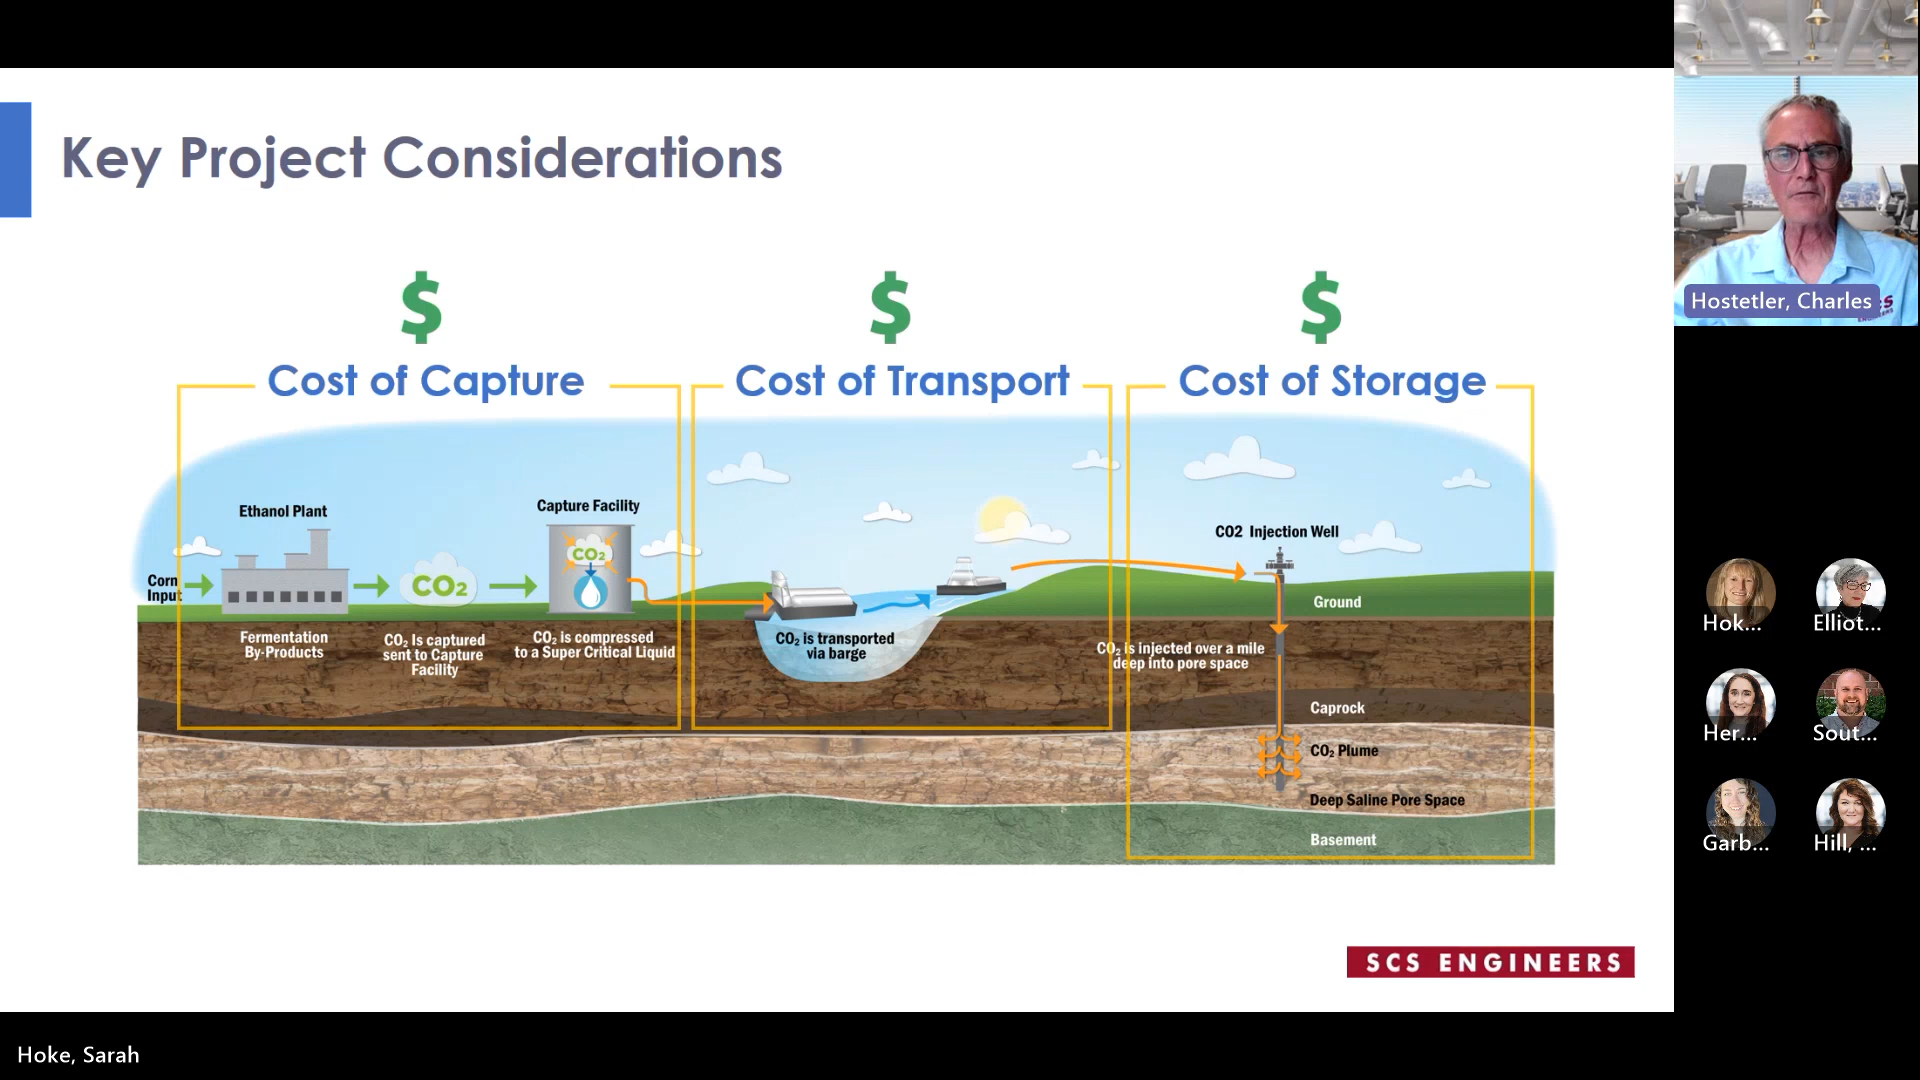 Key Project Considerations
$ $ $
Cost of Capture
Cost of Transport
Cost of Storage
Ethanol Plant
Capture Facility
CO2 Injection Well
Corn
Input
CO₂
CO₂
Fermentation
By-Products
CO₂ Is captured
sent to Capture
Facility
CO₂ is compressed
to a Super Critical Liquid
CO₂ is transported
via barge
CO₂ is injected over a mile
deep into pore space
Ground
Caprock
CO₂ Plume
Deep Saline Pore Space
Basement
SCS ENGINEERS
Hostetler, Charles
Hok...
Elliot...
Her...
Sout...
Garb...
Hill, ...
Hoke, Sarah